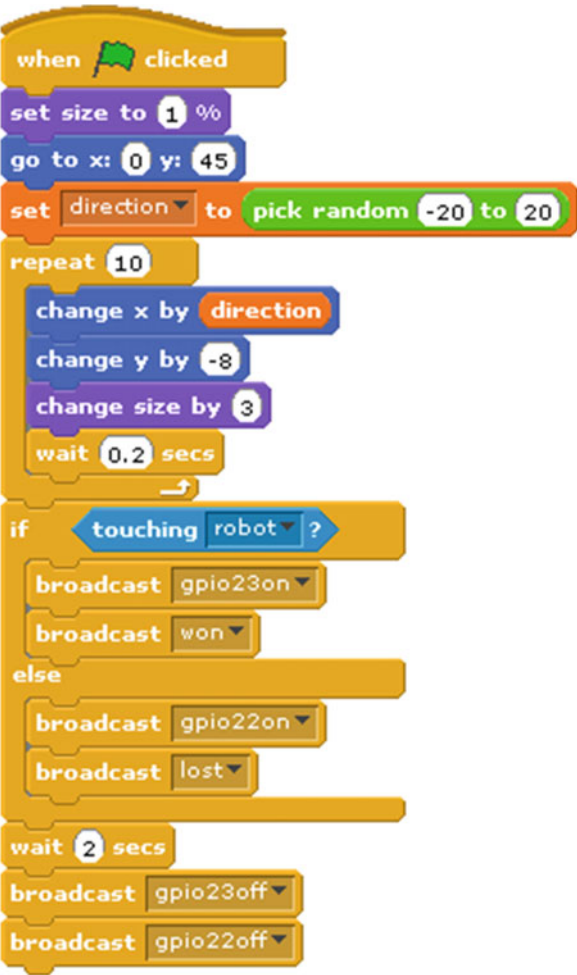 when clicked
set size to 1 %
go to x: 0 y: 45
set direction to pick random -20 to 20
repeat 10
change x by direction
change y by -8
change size by 3
wait 0.2 secs
if touching robot ?
broadcast gpio23on
broadcast won
else
broadcast gpio22on
broadcast lost
wait 2 secs
broadcast gpio23off
broadcast gpio22off